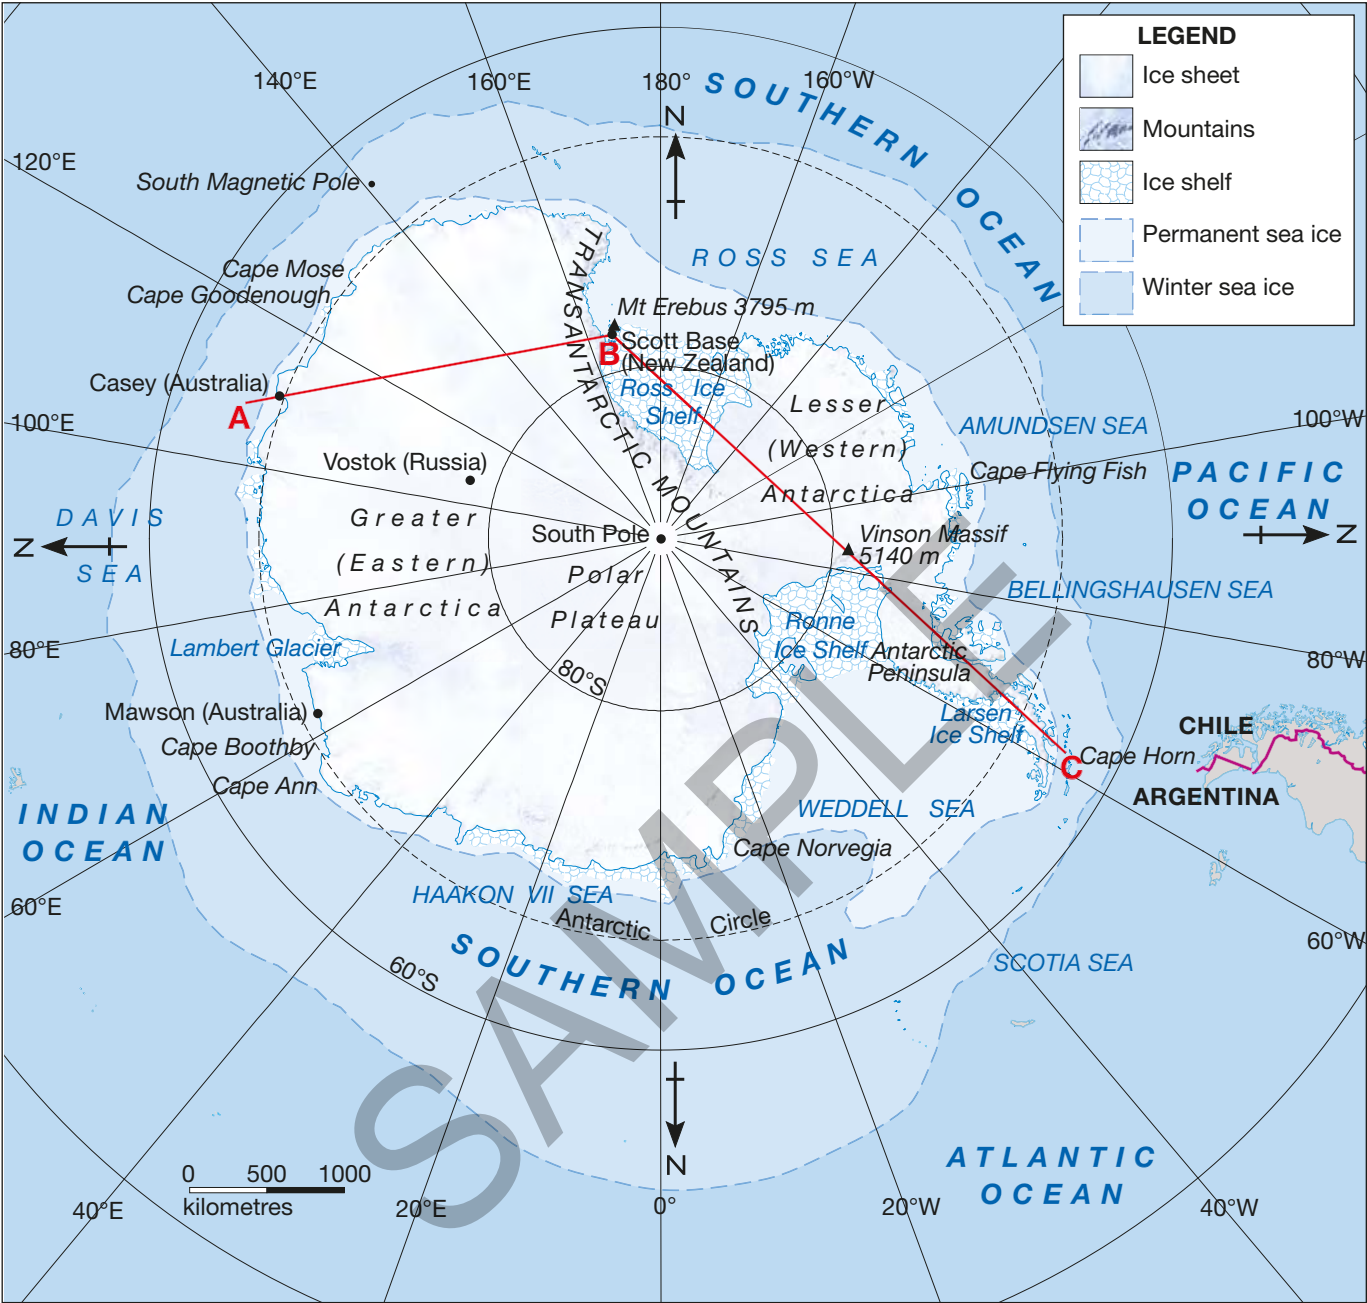 LEGEND
Ice sheet
Mountains
Ice shelf
Permanent sea ice
Winter sea ice
140°E
160°E
180°
160°W
SOUTHERN OCEAN
N
120°E
South Magnetic Pole
ROSS SEA
TRANSANTARCTIC MOUNTAINS
Cape Mose
Cape Goodenough
Mt Erebus 3795 m
Scott Base
(New Zealand)
B
Casey (Australia)
A
Ross Ice
Shelf
Lesser
(Western)
Antarctica
100°E
100°W
AMUNDSEN SEA
Cape Flying Fish
PACIFIC
OCEAN
Vostok (Russia)
Greater
(Eastern)
Antarctica
DAVIS
SEA
N
South Pole
Vinson Massif
5140 m
N
Polar
Plateau
BELLINGSHAUSEN SEA
Ronne
Ice Shelf
Antarctic
Peninsula
80°E
Lambert Glacier
80°S
80°W
Larsen
Ice Shelf
Mawson (Australia)
Cape Boothby
Cape Ann
CHILE
C
Cape Horn
ARGENTINA
INDIAN
OCEAN
WEDDELL SEA
Cape Norvegia
60°E
HAAKON VII SEA
Antarctic Circle
60°W
SCOTIA SEA
SOUTHERN OCEAN
60°S
SAMPLE
N
ATLANTIC
OCEAN
0 500 1000
kilometres
40°E
20°E
0°
20°W
40°W